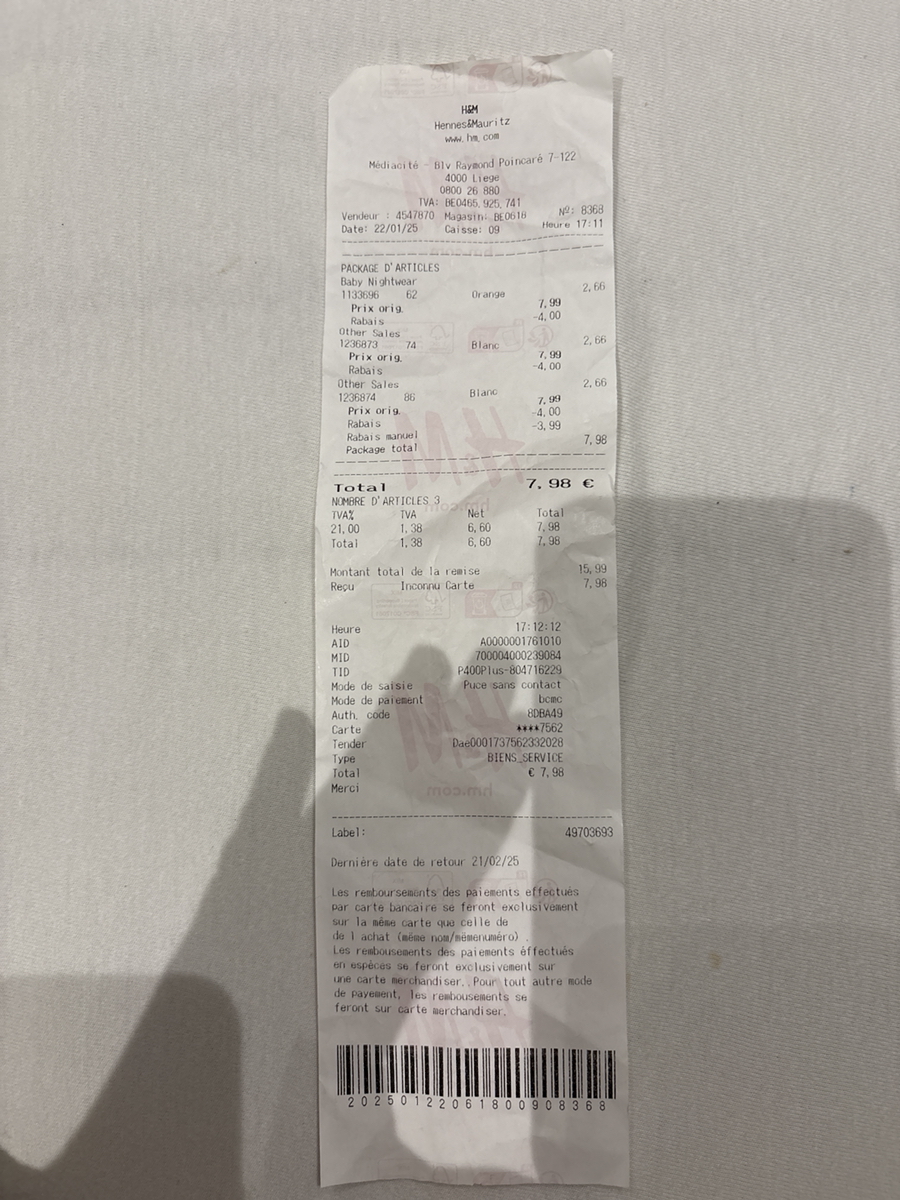 H&M
Hennes&Mauritz
www.hm.com
Médiacité - Blv Raymond Poincaré 7-122
4000 Liege
0800 26 880
TVA: BE0465.925.741
Vendeur : 4547870 Magasin: BE0618 Nº: 8368
Date: 22/01/25 Caisse: 09 Heure 17:11
PACKAGE D'ARTICLES
Baby Nightwear 2,66
1133696 62 Orange
Prix orig. 7,99
Rabais -4,00
Other Sales 2,66
1236873 74 Blanc
Prix orig. 7,99
Rabais -4,00
Other Sales 2,66
1236874 86 Blanc
Prix orig. 7,99
Rabais -4,00
Rabais manuel -3,99
Package total 7,98
Total 7,98 €
NOMBRE D'ARTICLES 3
TVA% TVA Net Total
21,00 1,38 6,60 7,98
Total 1,38 6,60 7,98
Montant total de la remise 15,99
Reçu Inconnu Carte 7,98
Heure 17:12:12
AID A0000001761010
MID 700004000239084
TID P400Plus-804716229
Mode de saisie Puce sans contact
Mode de paiement bcmc
Auth. code 8DBA49
Carte ****7562
Tender Dae0001737562332028
Type BIENS_SERVICE
Total € 7,98
Merci
Label: 49703693
Dernière date de retour 21/02/25
Les remboursements des paiements effectués
par carte bancaire se feront exclusivement
sur la même carte que celle de
de l achat (même nom/mêmenuméro) .
Les rembousements des paiements éffectués
en espèces se feront exclusivement sur
une carte merchandiser. Pour tout autre mode
de payement, les rembousements se
feront sur carte merchandiser.
20250122061800908368